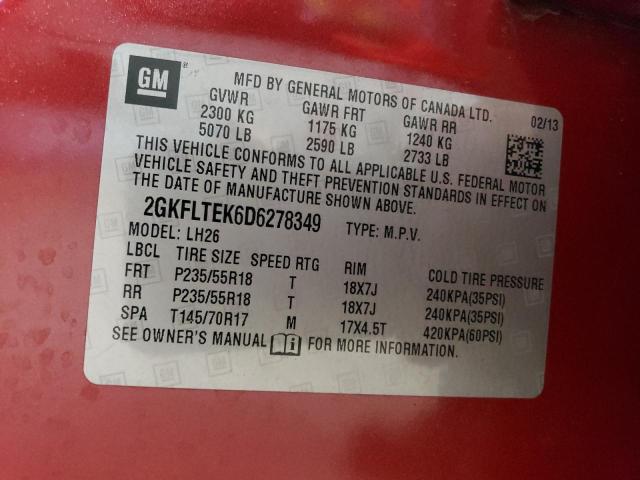 GM
MFD BY GENERAL MOTORS OF CANADA LTD.
02/13
GVWR GAWR FRT GAWR RR
2300 KG 1175 KG 1240 KG
5070 LB 2590 LB 2733 LB
THIS VEHICLE CONFORMS TO ALL APPLICABLE U.S. FEDERAL MOTOR
VEHICLE SAFETY AND THEFT PREVENTION STANDARDS IN EFFECT ON
THE DATE OF MANUFACTURE SHOWN ABOVE.
2GKFLTEK6D6278349 TYPE: M.P.V.
MODEL: LH26
LBCL TIRE SIZE SPEED RTG RIM COLD TIRE PRESSURE
FRT P235/55R18 T 18X7J 240KPA(35PSI)
RR P235/55R18 T 18X7J 240KPA(35PSI)
SPA T145/70R17 M 17X4.5T 420KPA(60PSI)
SEE OWNER'S MANUAL FOR MORE INFORMATION.